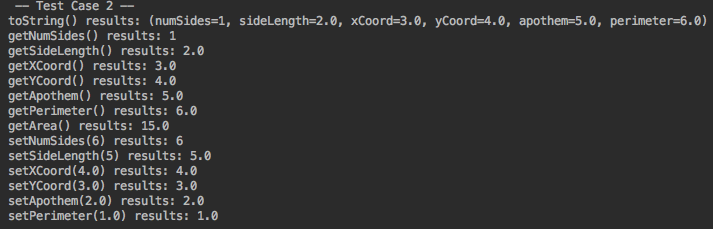 -- Test Case 2 --
toString() results: (numSides=1, sideLength=2.0, xCoord=3.0, yCoord=4.0, apothem=5.0, perimeter=6.0)
getNumSides() results: 1
getSideLength() results: 2.0
getXCoord() results: 3.0
getYCoord() results: 4.0
getApothem() results: 5.0
getPerimeter() results: 6.0
getArea() results: 15.0
setNumSides(6) results: 6
setSideLength(5) results: 5.0
setXCoord(4.0) results: 4.0
setYCoord(3.0) results: 3.0
setApothem(2.0) results: 2.0
setPerimeter(1.0) results: 1.0